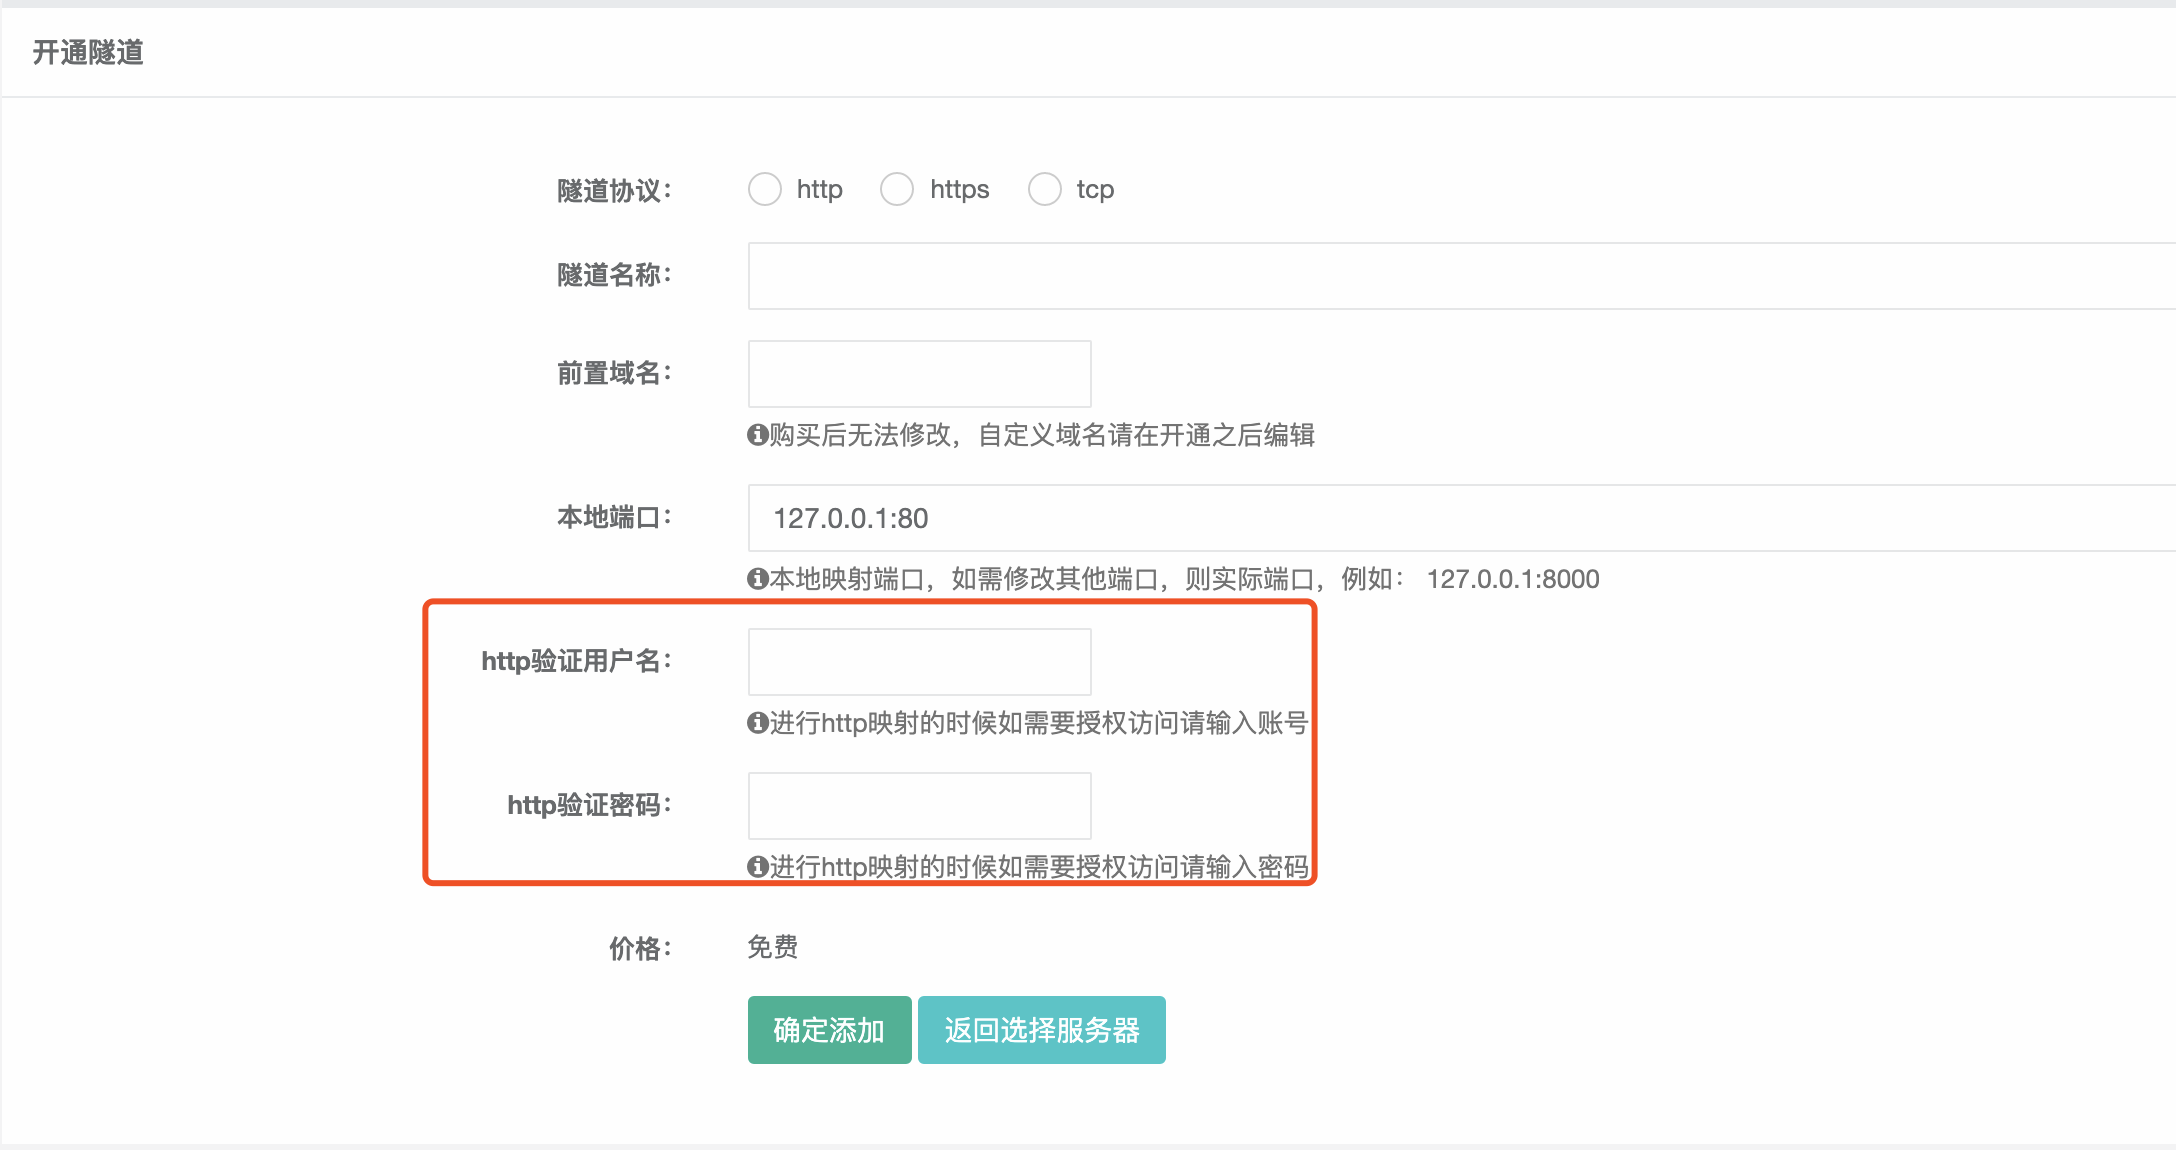 开通隧道
隧道协议： http https tcp
隧道名称：
前置域名：
购买后无法修改，自定义域名请在开通之后编辑
本地端口： 127.0.0.1:80
本地映射端口，如需修改其他端口，则实际端口，例如： 127.0.0.1:8000
http验证用户名：
进行http映射的时候如需要授权访问请输入账号
http验证密码：
进行http映射的时候如需要授权访问请输入密码
价格： 免费
确定添加 返回选择服务器